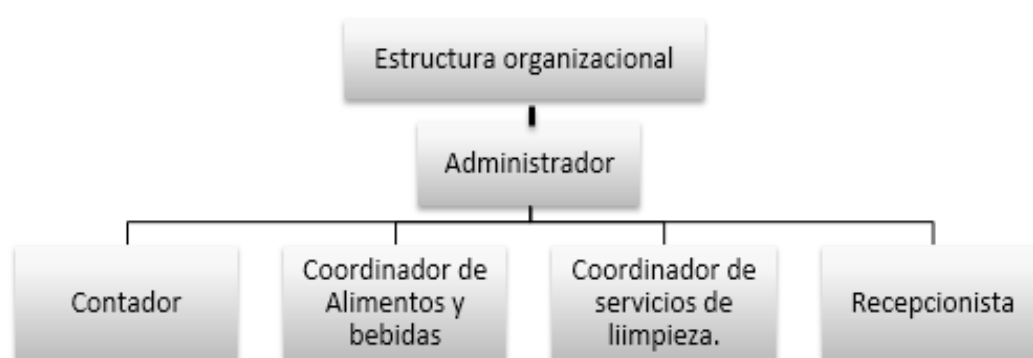 Estructura organizacional
Administrador
Contador
Coordinador de
Alimentos y
bebidas
Coordinador de
servicios de
liimpieza.
Recepcionista